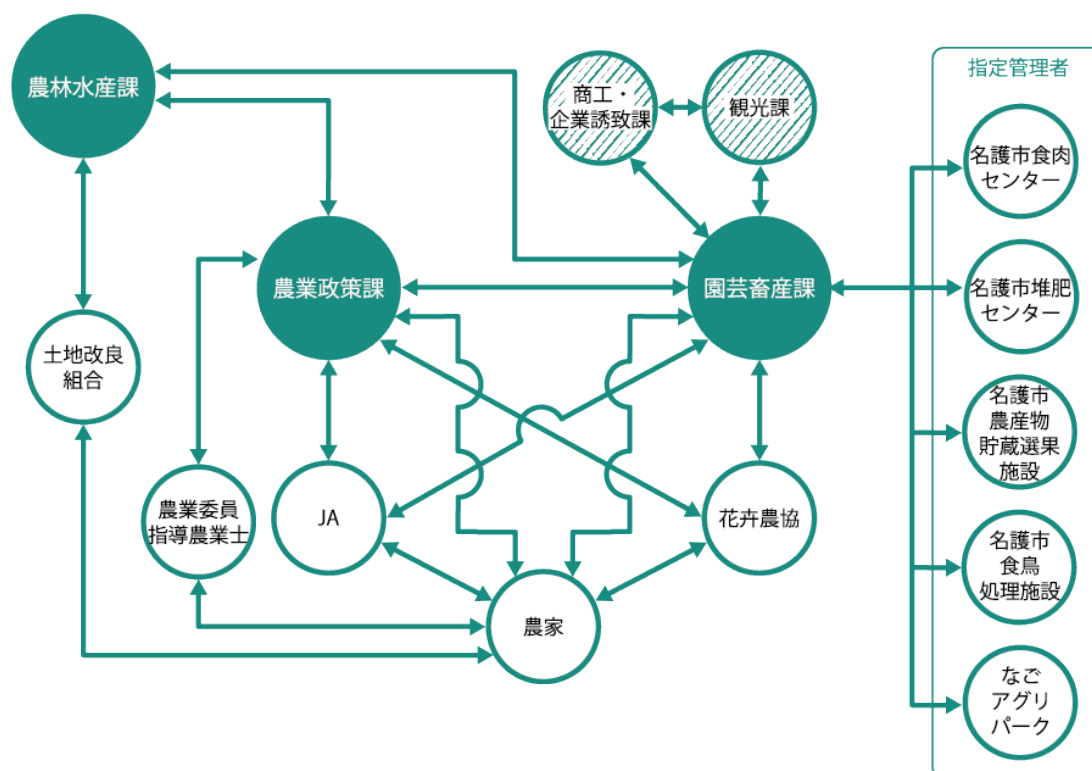 農林水産課
商工・
企業誘致課
観光課
指定管理者
名護市食肉
センター
農業政策課
園芸畜産課
名護市堆肥
センター
土地改良
組合
名護市
農産物
貯蔵選果
施設
農業委員
指導農業士
JA
花卉農協
名護市
食鳥
処理施設
農家
なご
アグリ
パーク